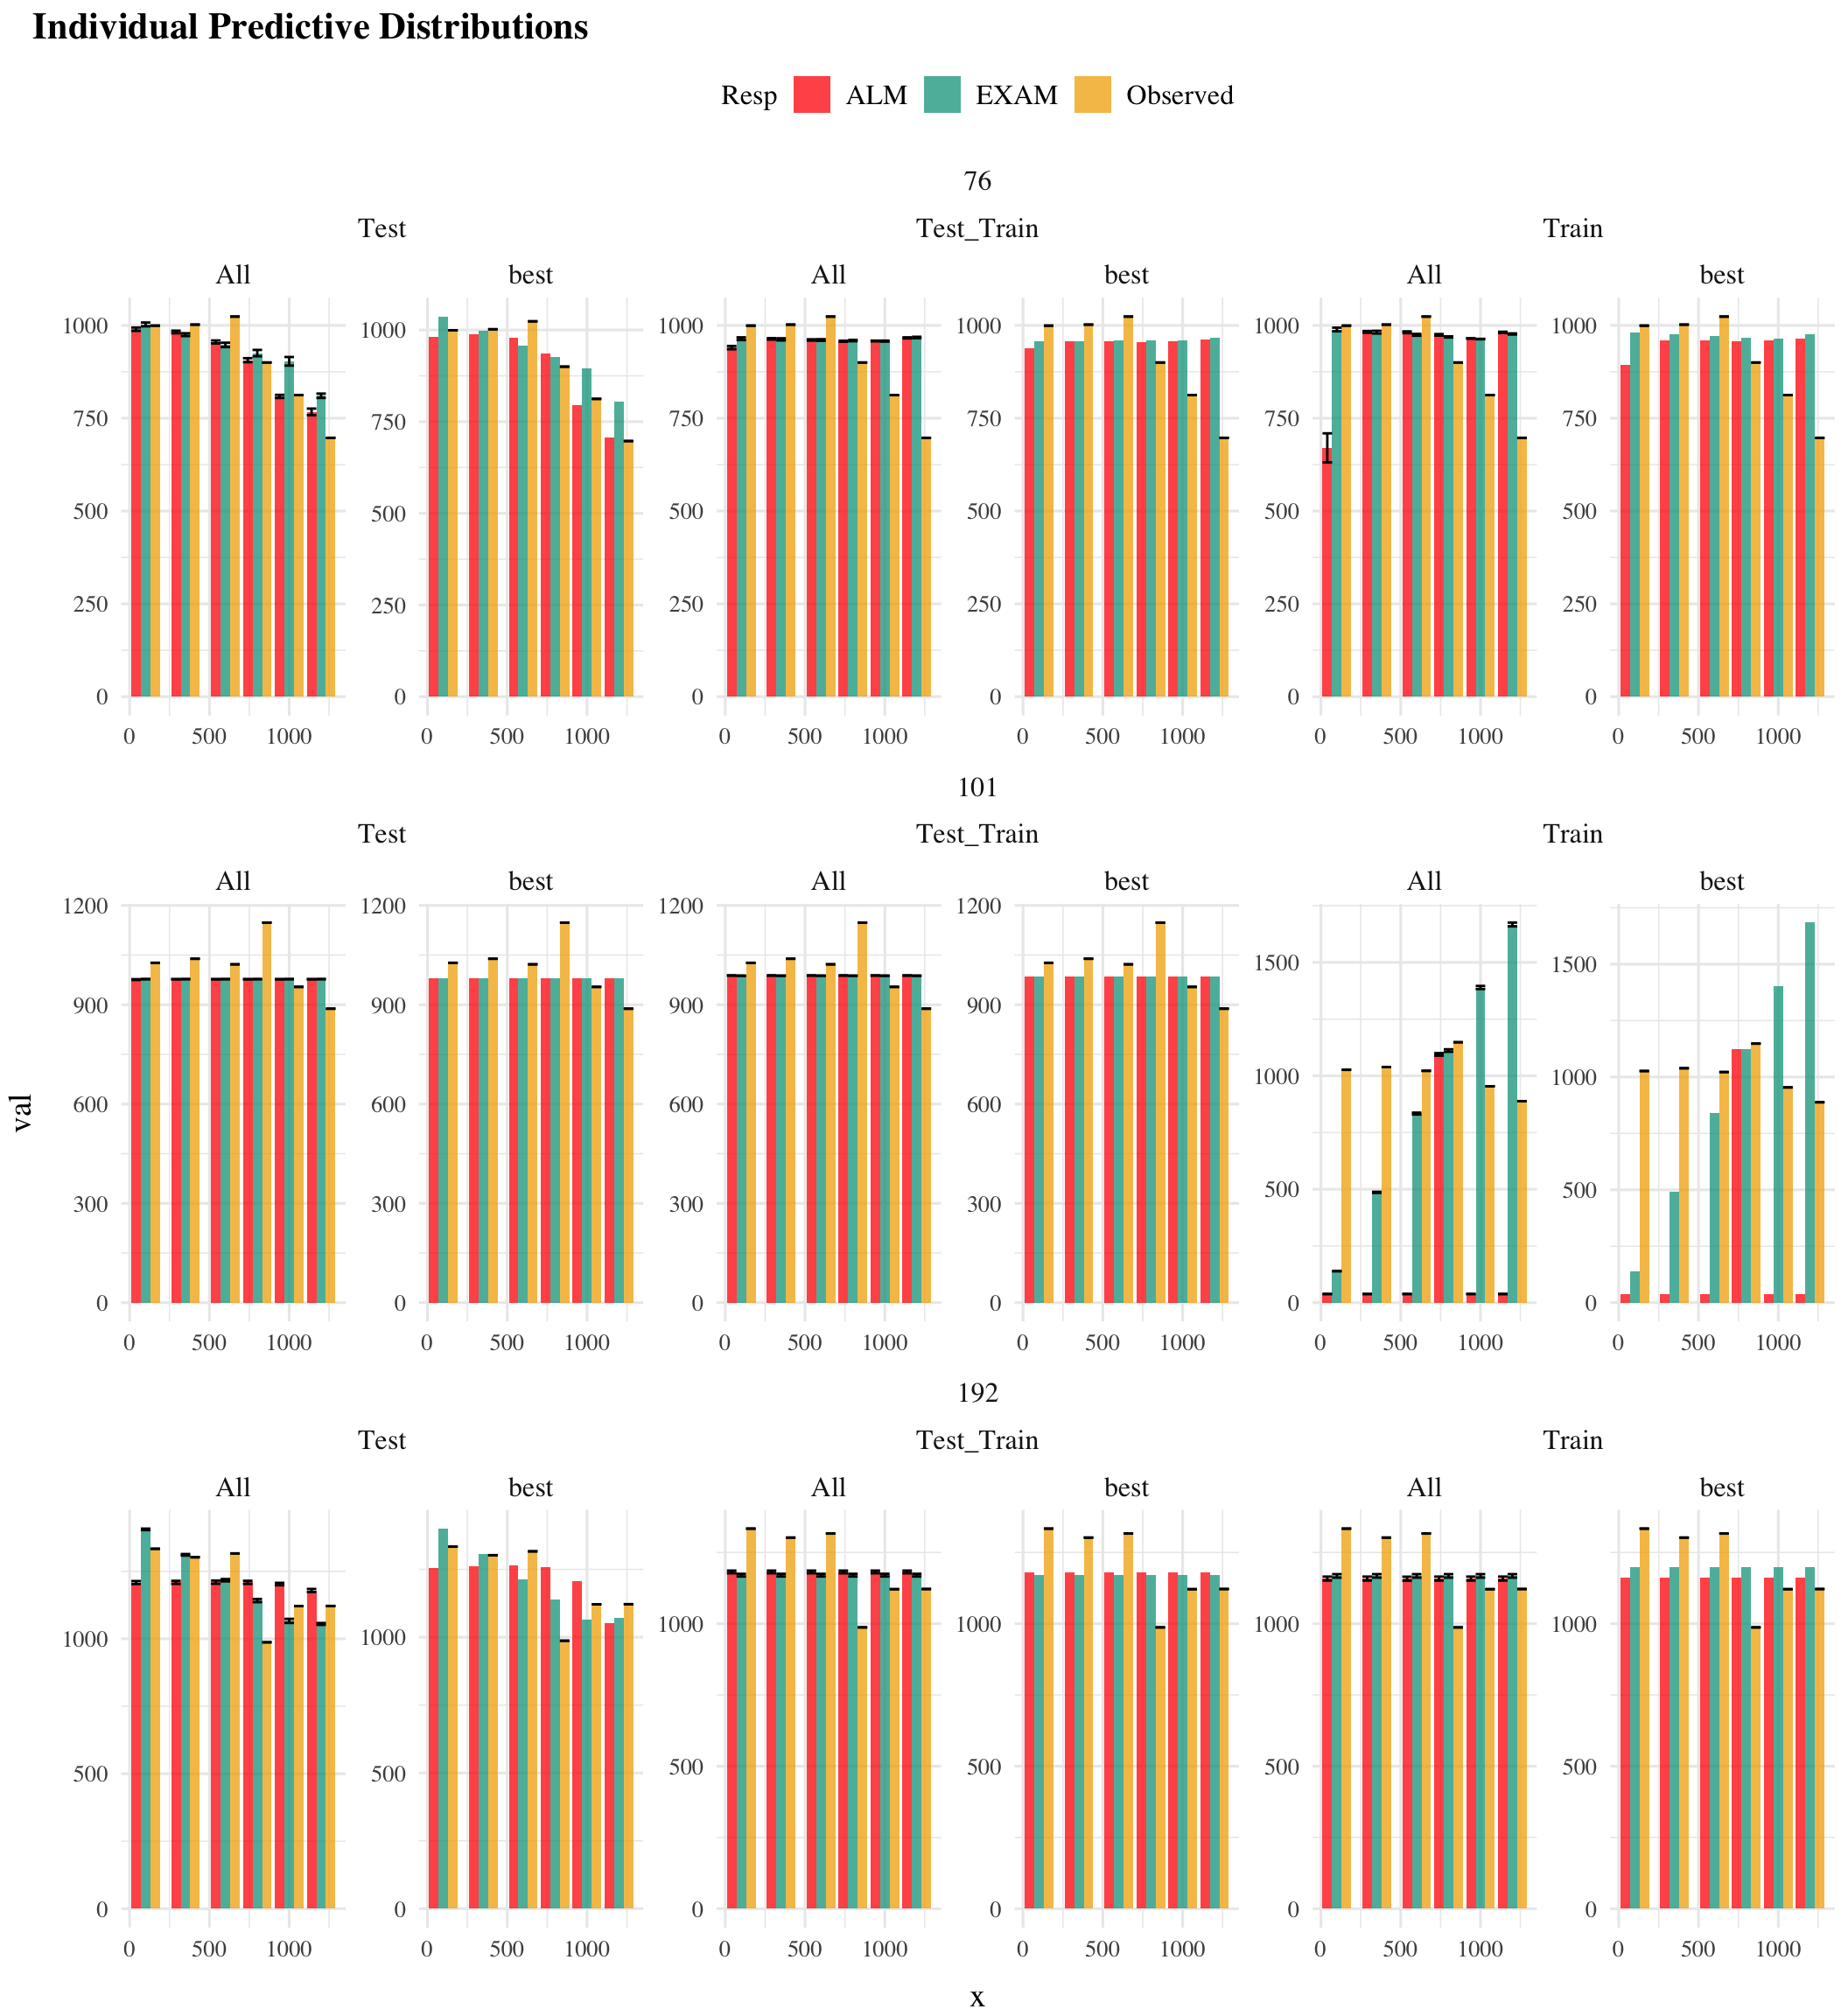 Individual Predictive Distributions
Resp ALM EXAM Observed
76
Test Test_Train Train
All best All best All best
1000 1000 1000 1000 1000 1000
750 750 750 750 750 750
500 500 500 500 500 500
250 250 250 250 250 250
0 0 0 0 0 0
0 500 1000 0 500 1000 0 500 1000 0 500 1000 0 500 1000 0 500 1000
101
Test Test_Train Train
All best All best All best
1200 1200 1200 1200 1500 1500
900 900 900 900 1000 1000
600 600 600 600 500 500
300 300 300 300
0 0 0 0 0 0
0 500 1000 0 500 1000 0 500 1000 0 500 1000 0 500 1000 0 500 1000
val
192
Test Test_Train Train
All best All best All best
1000 1000 1000 1000 1000 1000
500 500 500 500 500 500
0 0 0 0 0 0
0 500 1000 0 500 1000 0 500 1000 0 500 1000 0 500 1000 0 500 1000
x